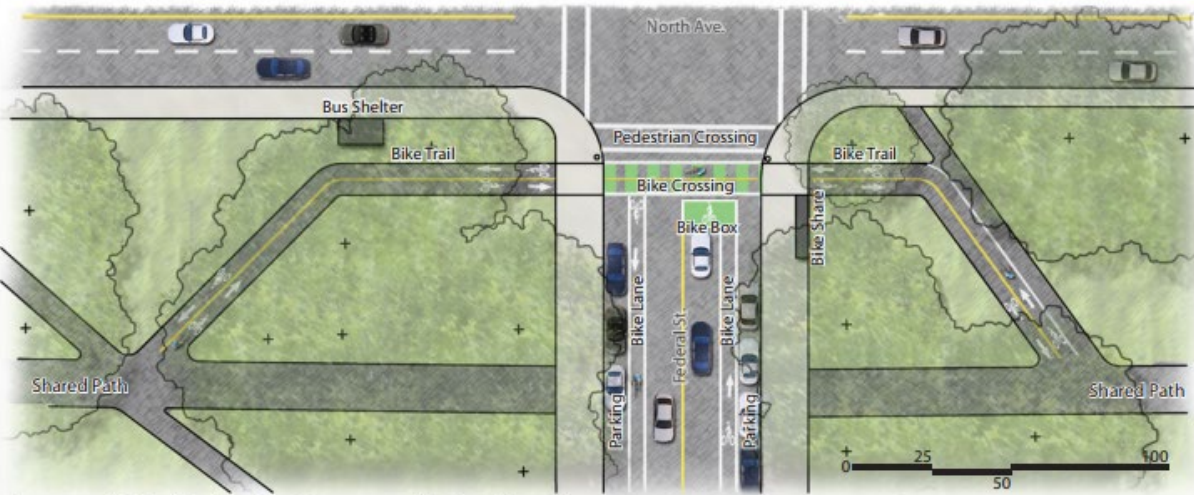 North Ave.
Bus Shelter
Pedestrian Crossing
Bike Trail
Bike Trail
Bike Crossing
Bike Box
Bike Share
Bike Lane
Bike Lane
Federal St.
Shared Path
Shared Path
Parking
Parking
0 25 50 100